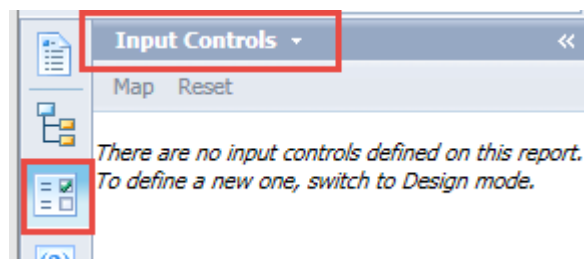 Input Controls
Map Reset
There are no input controls defined on this report.
To define a new one, switch to Design mode.